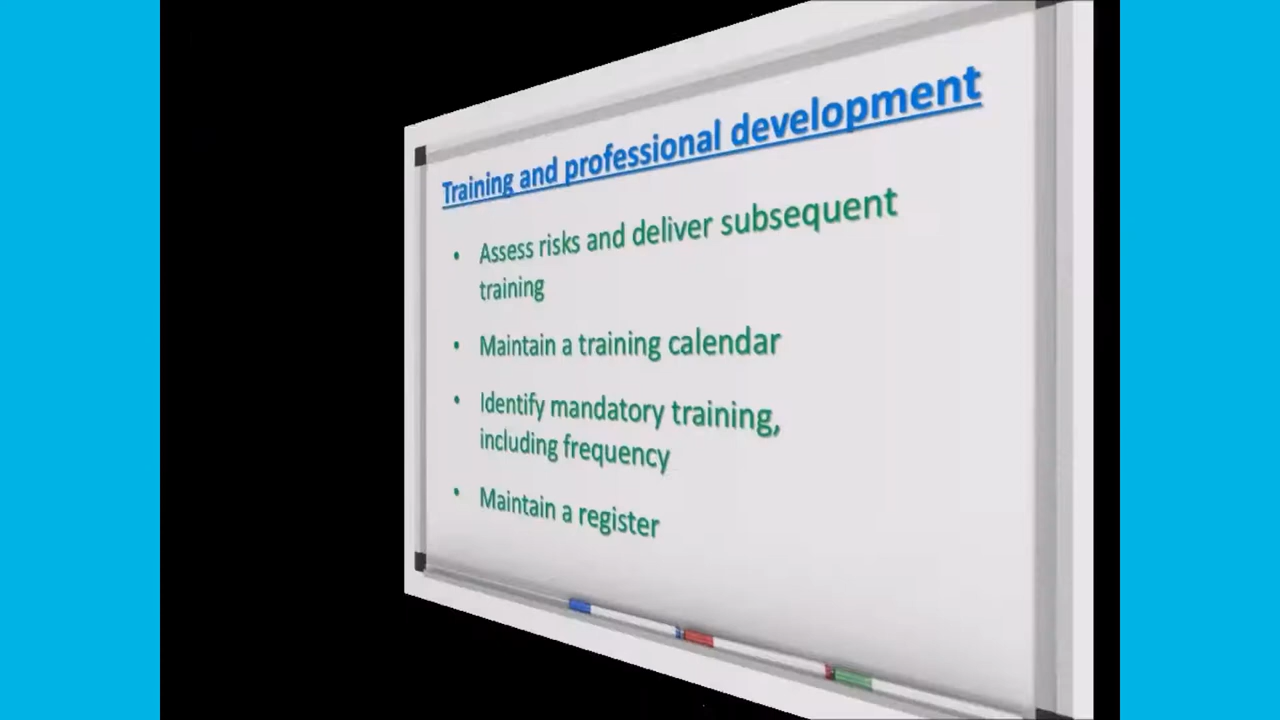 Training and professional development
• Assess risks and deliver subsequent
training
• Maintain a training calendar
• Identify mandatory training,
including frequency
• Maintain a register